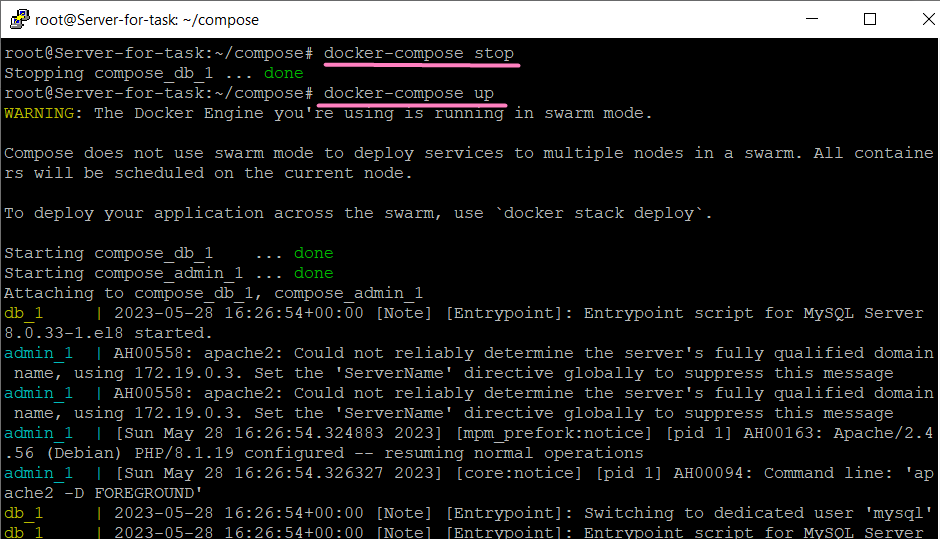 root@Server-for-task: ~/compose
root@Server-for-task:~/compose# docker-compose stop
Stopping compose_db_1 ... done
root@Server-for-task:~/compose# docker-compose up
WARNING: The Docker Engine you're using is running in swarm mode.
Compose does not use swarm mode to deploy services to multiple nodes in a swarm. All containe
rs will be scheduled on the current node.
To deploy your application across the swarm, use `docker stack deploy`.
Starting compose_db_1    ... done
Starting compose_admin_1 ... done
Attaching to compose_db_1, compose_admin_1
db_1     | 2023-05-28 16:26:54+00:00 [Note] [Entrypoint]: Entrypoint script for MySQL Server
8.0.33-1.el8 started.
admin_1  | AH00558: apache2: Could not reliably determine the server's fully qualified domain
 name, using 172.19.0.3. Set the 'ServerName' directive globally to suppress this message
admin_1  | AH00558: apache2: Could not reliably determine the server's fully qualified domain
 name, using 172.19.0.3. Set the 'ServerName' directive globally to suppress this message
admin_1  | [Sun May 28 16:26:54.324883 2023] [mpm_prefork:notice] [pid 1] AH00163: Apache/2.4
.56 (Debian) PHP/8.1.19 configured -- resuming normal operations
admin_1  | [Sun May 28 16:26:54.326327 2023] [core:notice] [pid 1] AH00094: Command line: 'ap
ache2 -D FOREGROUND'
db_1     | 2023-05-28 16:26:54+00:00 [Note] [Entrypoint]: Switching to dedicated user 'mysql'
db_1     | 2023-05-28 16:26:54+00:00 [Note] [Entrypoint]: Entrypoint script for MySQL Server